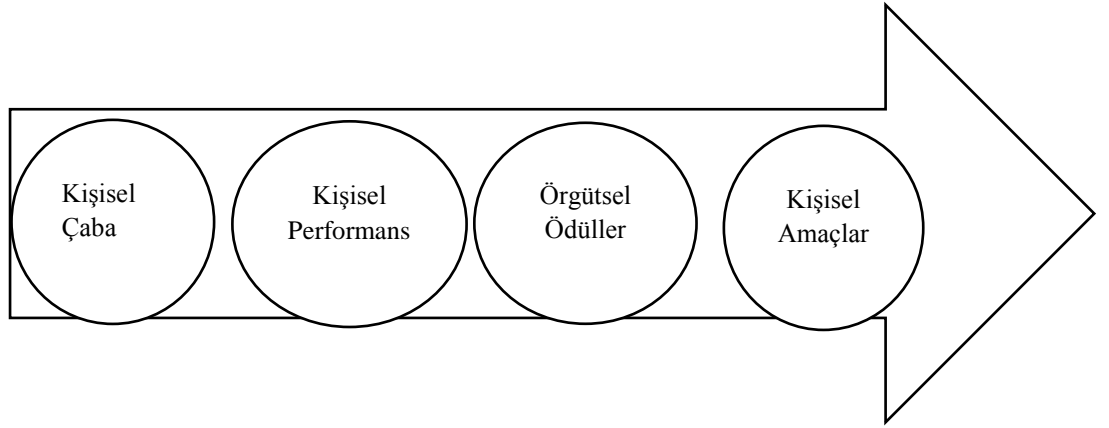 Kişisel
Çaba
Kişisel
Performans
Örgütsel
Ödüller
Kişisel
Amaçlar